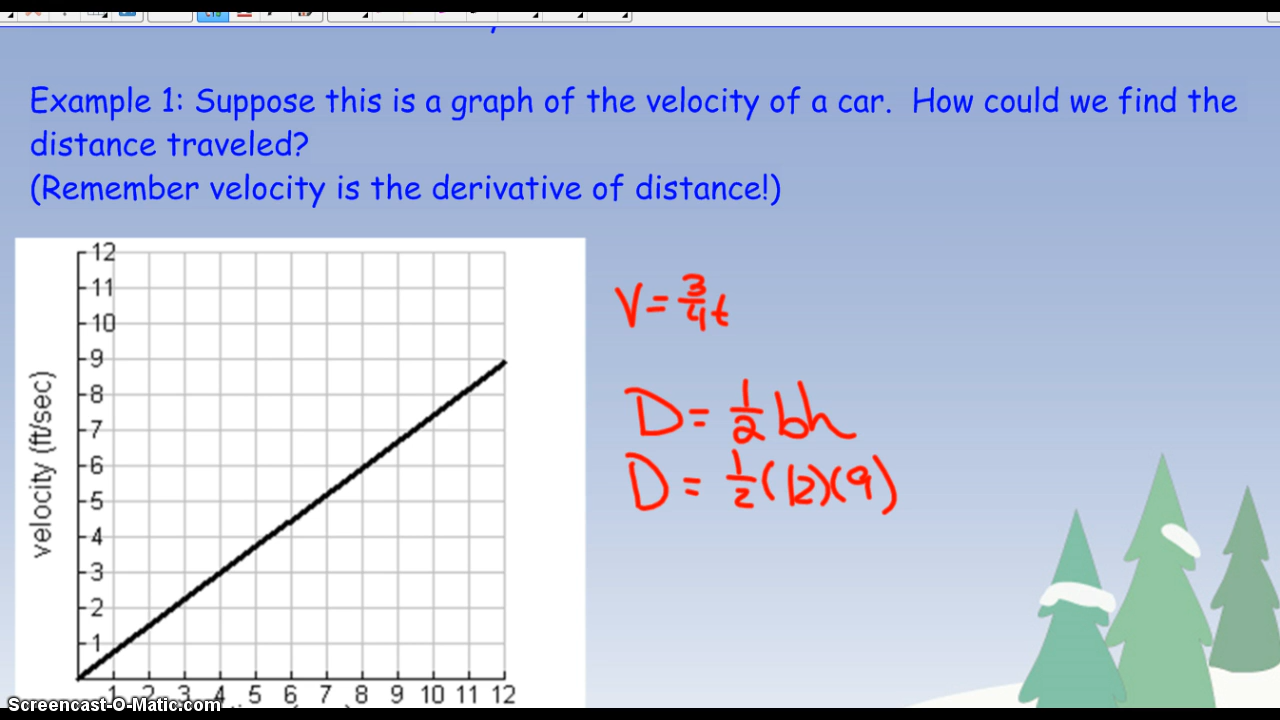 Example 1: Suppose this is a graph of the velocity of a car. How could we find the
distance traveled?
(Remember velocity is the derivative of distance!)
12
11
10
9
8
7
6
5
4
3
2
1
velocity (ft/sec)
1 2 3 4 5 6 7 8 9 10 11 12
V = 3/4 t
D = 1/2 bh
D = 1/2 (12)(9)
Screencast-O-Matic.com